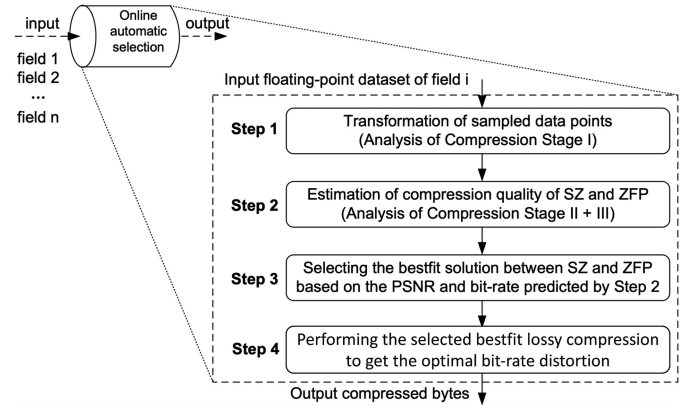 input
Online
automatic
selection
output
field 1
field 2
...
field n
Input floating-point dataset of field i
Step 1
Transformation of sampled data points
(Analysis of Compression Stage I)
Step 2
Estimation of compression quality of SZ and ZFP
(Analysis of Compression Stage II + III)
Step 3
Selecting the bestfit solution between SZ and ZFP
based on the PSNR and bit-rate predicted by Step 2
Step 4
Performing the selected bestfit lossy compression
to get the optimal bit-rate distortion
Output compressed bytes